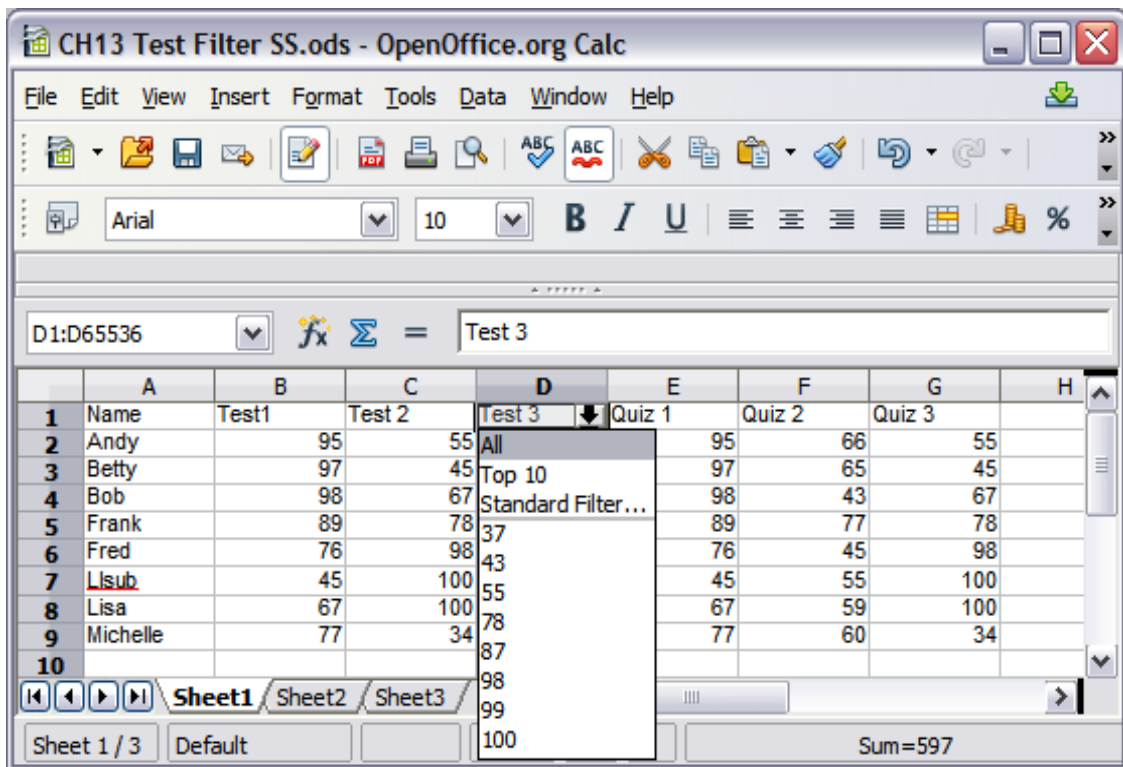 CH13 Test Filter SS.ods - OpenOffice.org Calc
File Edit View Insert Format Tools Data Window Help
PDF ABC ABC
Arial 10 B I U %
D1:D65536 fx Σ = Test 3
A B C D E F G H
1 Name Test1 Test 2 Test 3 Quiz 1 Quiz 2 Quiz 3
2 Andy 95 55 All 95 66 55
3 Betty 97 45 Top 10 97 65 45
4 Bob 98 67 Standard Filter... 98 43 67
5 Frank 89 78 37 89 77 78
6 Fred 76 98 43 76 45 98
7 LIsub 45 100 55 45 55 100
8 Lisa 67 100 78 67 59 100
9 Michelle 77 34 87 77 60 34
10
Sheet1 Sheet2 Sheet3 98
99
Sheet 1 / 3 Default 100 Sum=597